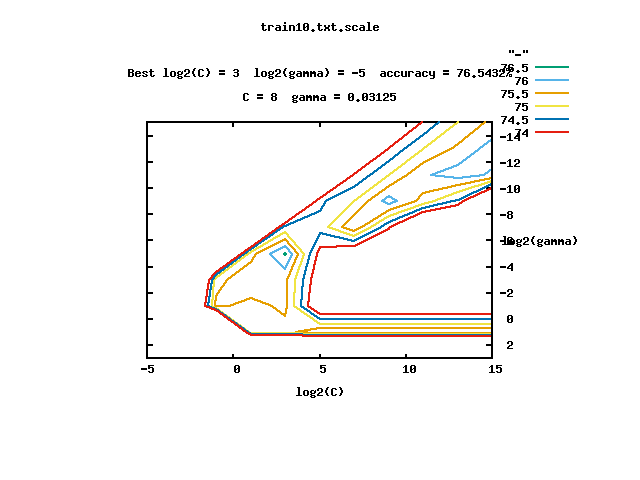 train10.txt.scale
"-"
76.5
Best log2(C) = 3 log2(gamma) = -5 accuracy = 76.5432%
76
75.5
C = 8 gamma = 0.03125
75
74.5
74
-14
-12
-10
-8
-6
log2(gamma)
-4
-2
0
2
-5 0 5 10 15
log2(C)